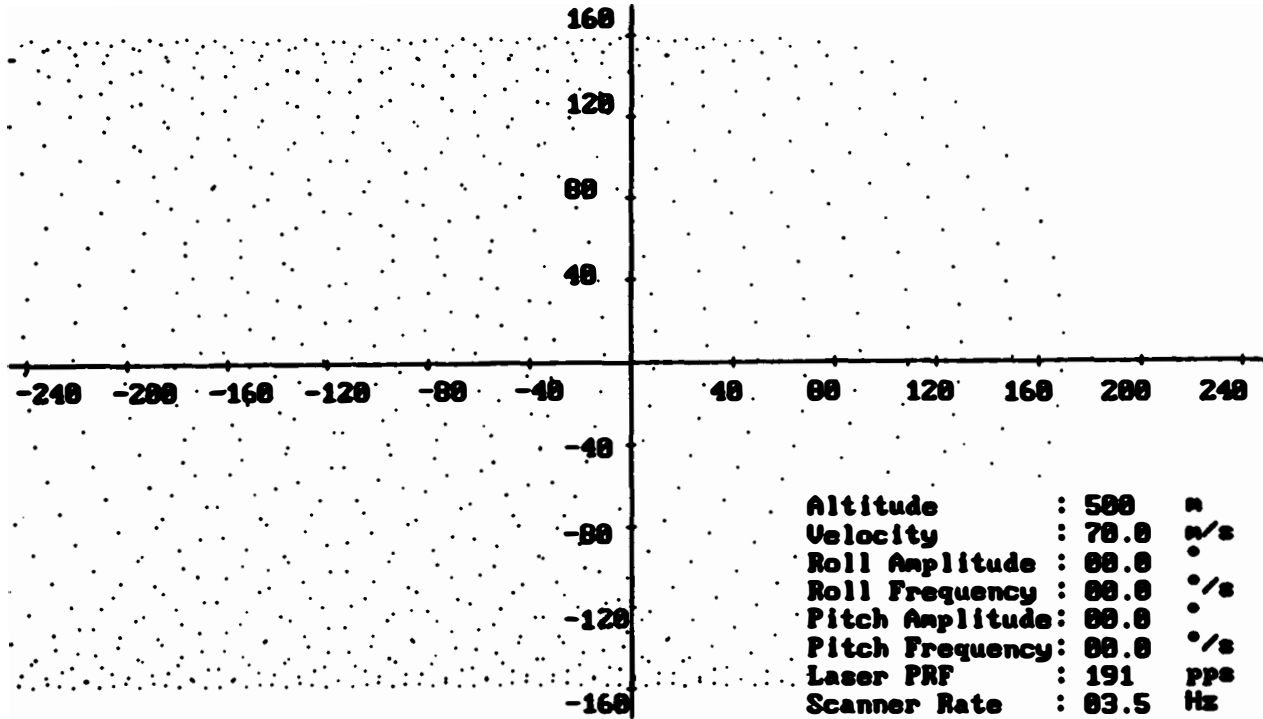 160
120
80
40
-240 -200 -160 -120 -80 -40 40 80 120 160 200 240
-40
-80
-120
-160
Altitude : 500 m
Velocity : 70.0 m/s
Roll Amplitude : 00.0 °
Roll Frequency : 00.0 °/s
Pitch Amplitude: 00.0 °
Pitch Frequency: 00.0 °/s
Laser PRF : 191 pps
Scanner Rate : 03.5 Hz